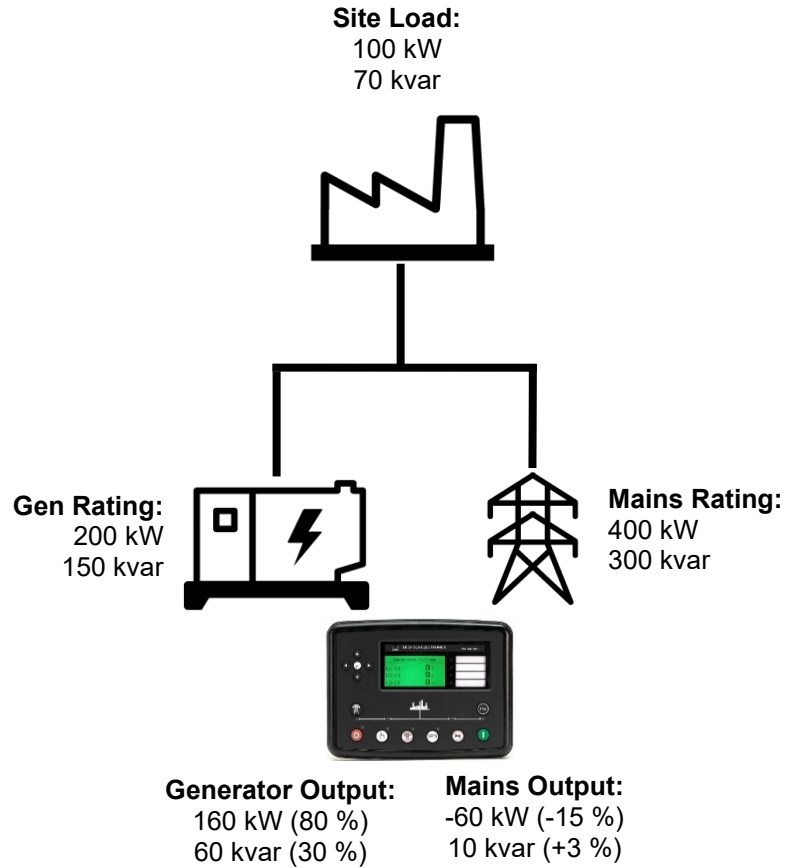 Site Load:
100 kW
70 kvar
Gen Rating:
200 kW
150 kvar
Mains Rating:
400 kW
300 kvar
Generator Output:
160 kW (80 %)
60 kvar (30 %)
Mains Output:
-60 kW (-15 %)
10 kvar (+3 %)